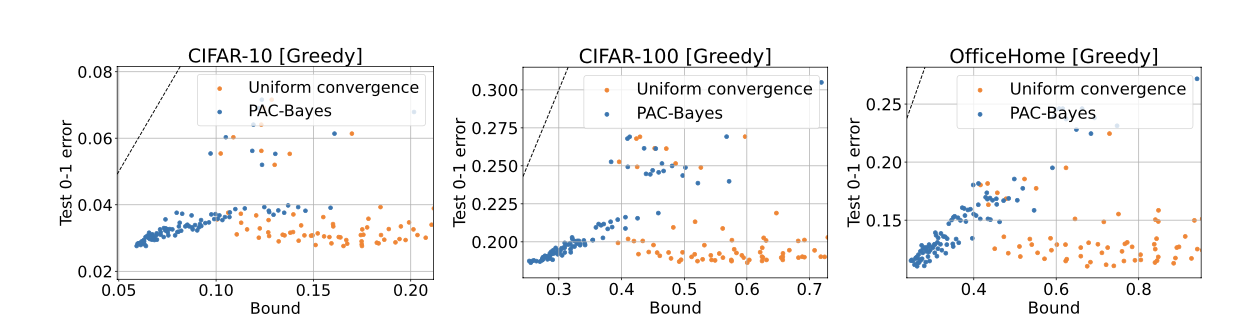 CIFAR-10 [Greedy]
0.08
0.06
0.04
0.02
Test 0-1 error
Uniform convergence
PAC-Bayes
0.05
0.10
0.15
0.20
Bound
CIFAR-100 [Greedy]
0.300
0.275
0.250
0.225
0.200
Test 0-1 error
Uniform convergence
PAC-Bayes
0.3
0.4
0.5
0.6
0.7
Bound
OfficeHome [Greedy]
0.25
0.20
0.15
Test 0-1 error
Uniform convergence
PAC-Bayes
0.4
0.6
0.8
Bound